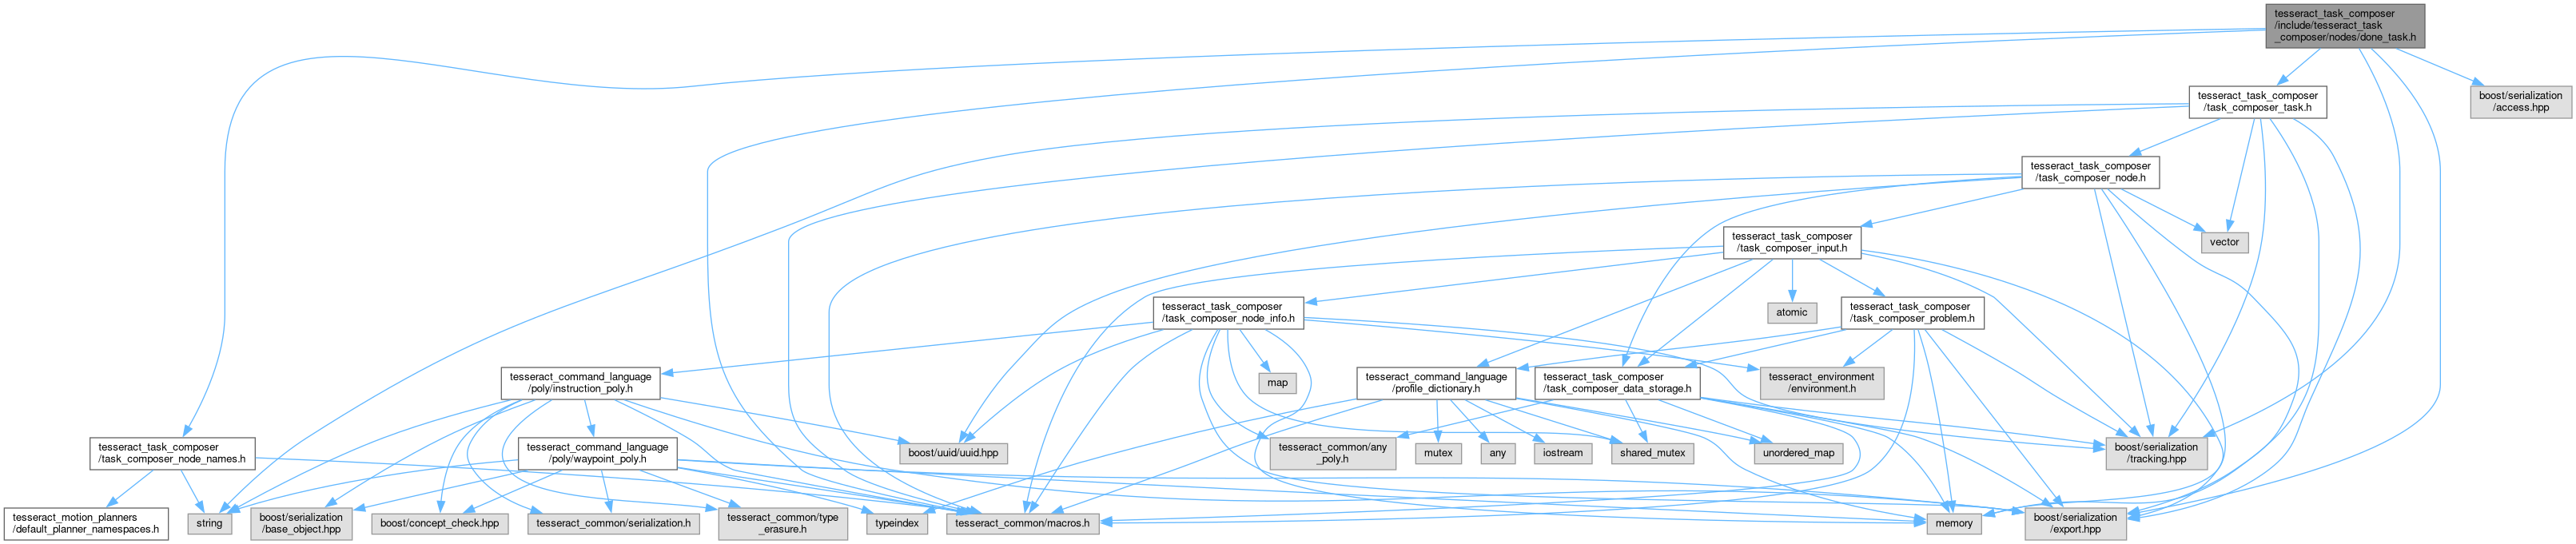 tesseract_task_composer
/include/tesseract_task
_composer/nodes/done_task.h
tesseract_task_composer
/task_composer_task.h
boost/serialization
/access.hpp
tesseract_task_composer
/task_composer_node.h
vector
tesseract_task_composer
/task_composer_input.h
tesseract_task_composer
/task_composer_node_info.h
atomic
tesseract_task_composer
/task_composer_problem.h
tesseract_command_language
/poly/instruction_poly.h
map
tesseract_command_language
/profile_dictionary.h
tesseract_task_composer
/task_composer_data_storage.h
tesseract_environment
/environment.h
tesseract_task_composer
/task_composer_node_names.h
tesseract_command_language
/poly/waypoint_poly.h
boost/uuid/uuid.hpp
tesseract_common/any
_poly.h
mutex
any
iostream
shared_mutex
unordered_map
boost/serialization
/tracking.hpp
tesseract_motion_planners
/default_planner_namespaces.h
string
boost/serialization
/base_object.hpp
boost/concept_check.hpp
tesseract_common/serialization.h
tesseract_common/type
_erasure.h
typeindex
tesseract_common/macros.h
memory
boost/serialization
/export.hpp